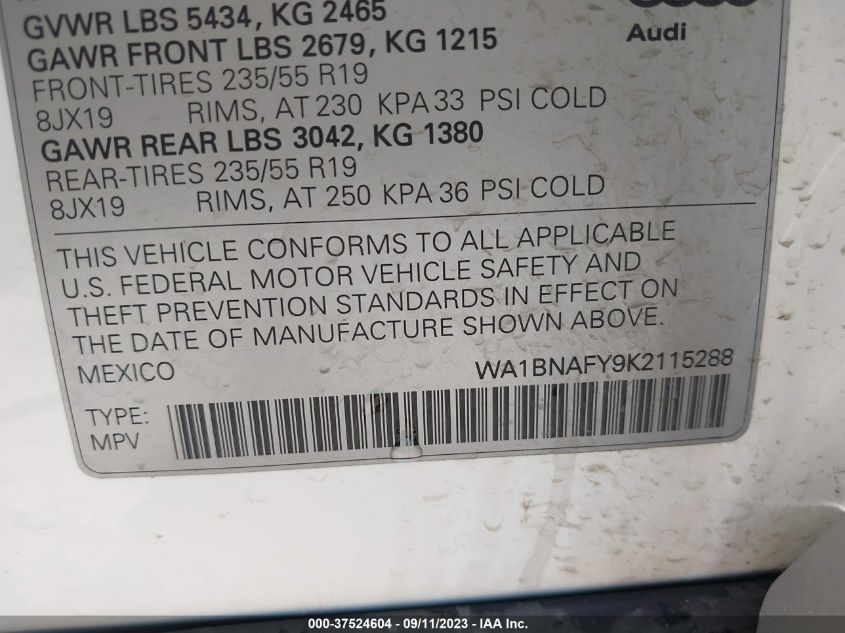 GVWR LBS 5434, KG 2465
GAWR FRONT LBS 2679, KG 1215
FRONT-TIRES 235/55 R19
8JX19 RIMS, AT 230 KPA 33 PSI COLD
GAWR REAR LBS 3042, KG 1380
REAR-TIRES 235/55 R19
8JX19 RIMS, AT 250 KPA 36 PSI COLD
Audi
THIS VEHICLE CONFORMS TO ALL APPLICABLE
U.S. FEDERAL MOTOR VEHICLE SAFETY AND
THEFT PREVENTION STANDARDS IN EFFECT ON
THE DATE OF MANUFACTURE SHOWN ABOVE.
MEXICO WA1BNAFY9K2115288
TYPE:
MPV
000-37524604 - 09/11/2023 - IAA Inc.